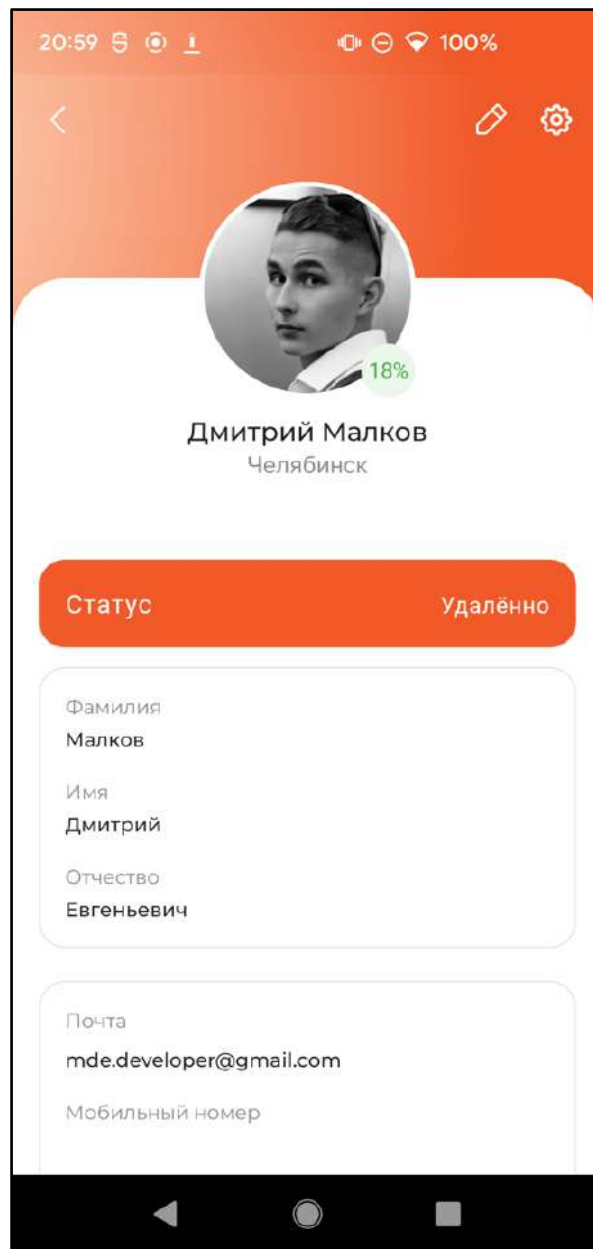 20:59 100%
18%
Дмитрий Малков
Челябинск
Статус Удалённо
Фамилия
Малков
Имя
Дмитрий
Отчество
Евгеньевич
Почта
mde.developer@gmail.com
Мобильный номер